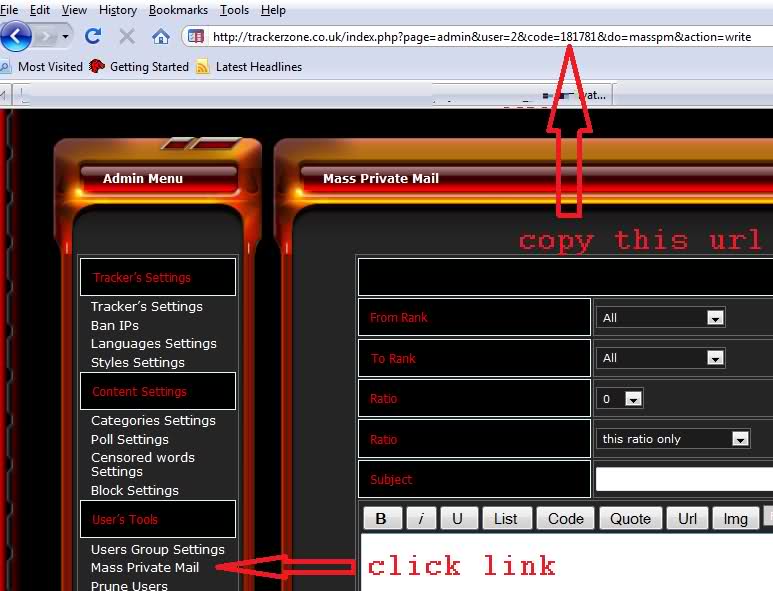 File Edit View History Bookmarks Tools Help
http://trackerzone.co.uk/index.php?page=admin&user=2&code=181781&do=masspm&action=write
Most Visited Getting Started Latest Headlines
Admin Menu
Mass Private Mail
copy this url
Tracker's Settings
Tracker's Settings
Ban IPs
Languages Settings
Styles Settings
Content Settings
Categories Settings
Poll Settings
Censored words
Settings
Block Settings
User's Tools
Users Group Settings
Mass Private Mail
Prune Users
From Rank All
To Rank All
Ratio 0
Ratio this ratio only
Subject
B i U List Code Quote Url Img
click link